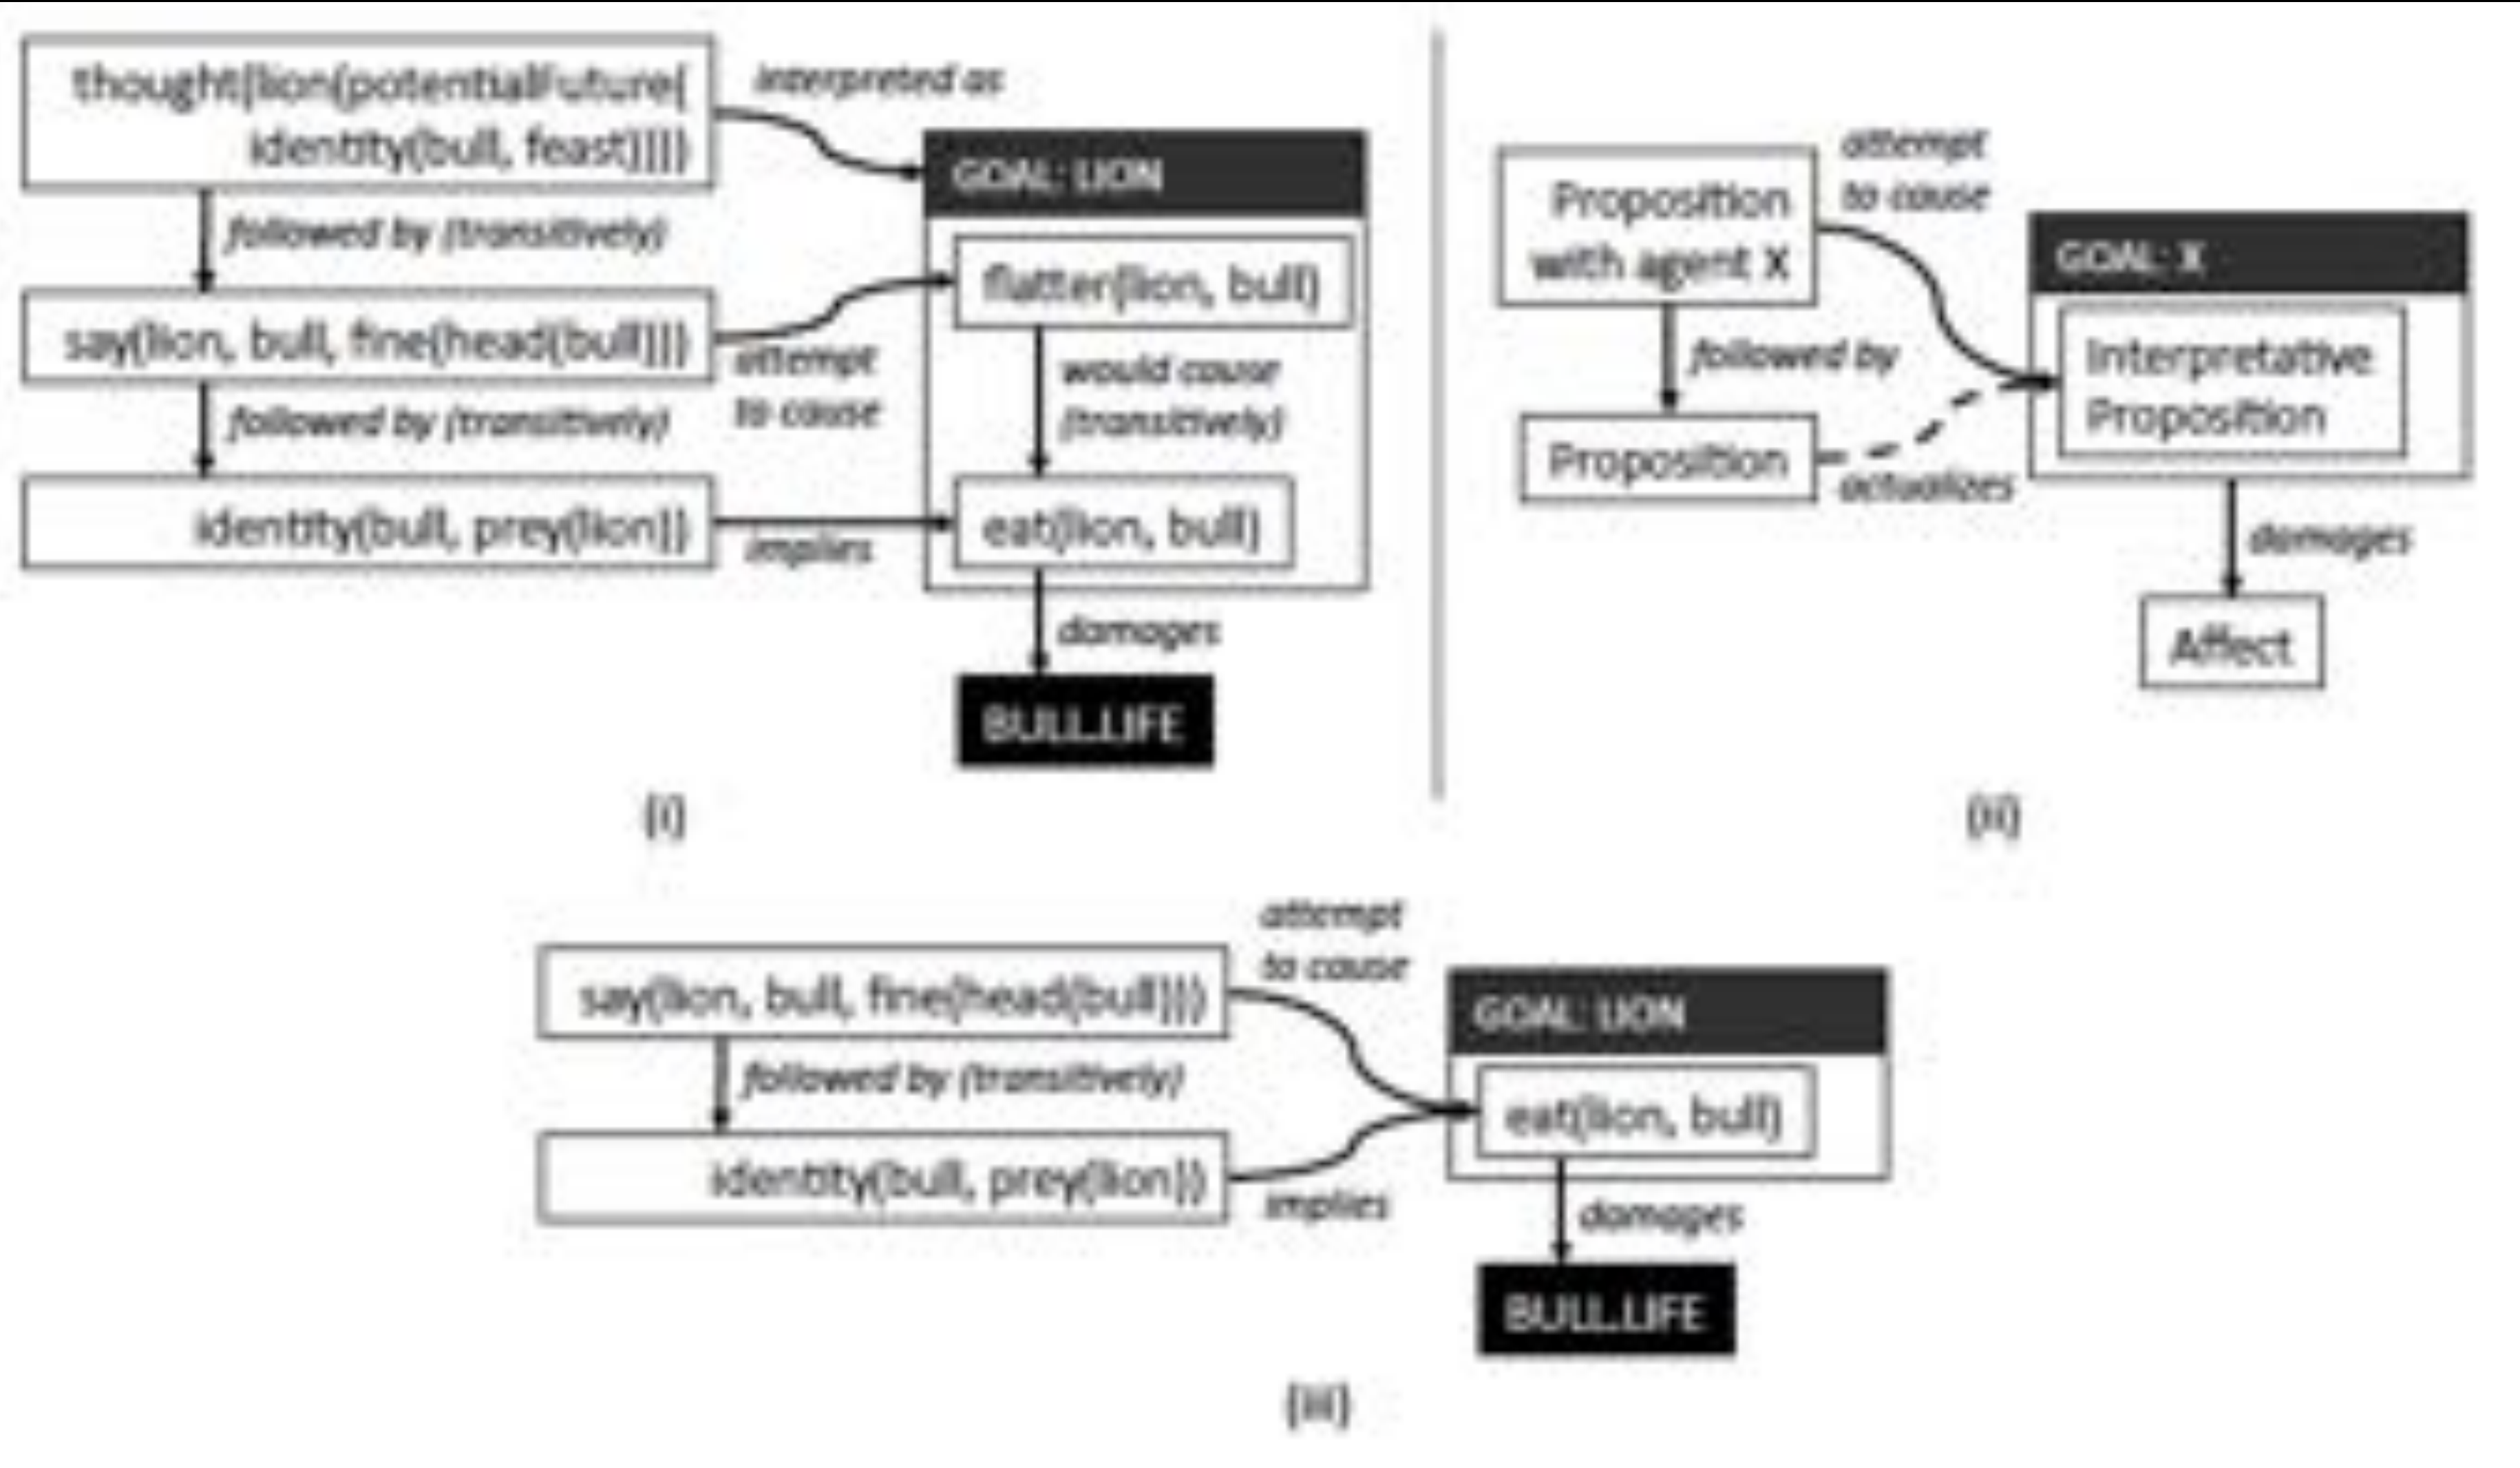 thought(lion(potentialFuture(
identity(bull, feast))))
interpreted as
GOAL: LION
followed by (transitively)
flatter(lion, bull)
say(lion, bull, fine(head(bull)))
attempt
to cause
would cause
(transitively)
followed by (transitively)
identity(bull, prey(lion))
implies
eat(lion, bull)
damages
BULL.LIFE
(i)
Proposition
with agent X
attempt
to cause
GOAL: X
followed by
Interpretative
Proposition
Proposition
actualizes
damages
Affect
(ii)
attempt
to cause
say(lion, bull, fine(head(bull)))
GOAL: LION
followed by (transitively)
eat(lion, bull)
identity(bull, prey(lion))
implies
damages
BULL.LIFE
(iii)